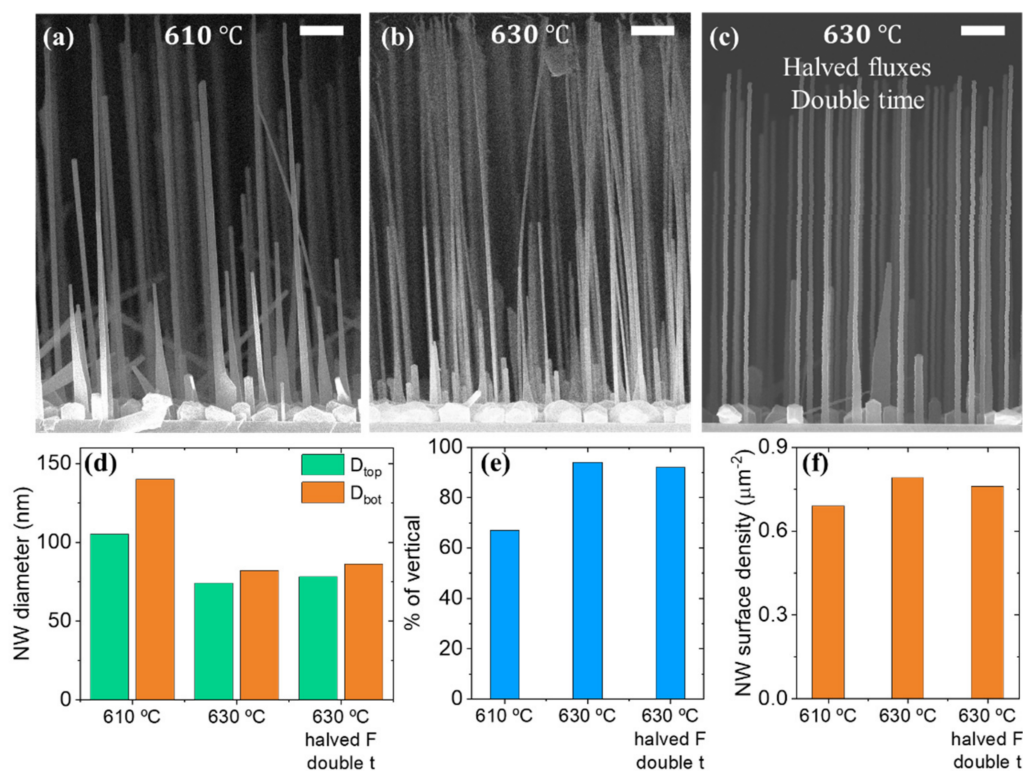 (a) 610 ℃
(b) 630 ℃
(c) 630 ℃
Halved fluxes
Double time
(d)
D_top
D_bot
NW diameter (nm)
150
100
50
0
610 ºC
630 ºC
630 ºC
halved F
double t
(e)
% of vertical
100
80
60
40
20
0
610 ºC
630 ºC
630 ºC
halved F
double t
(f)
NW surface density (μm⁻²)
0.9
0.6
0.3
0.0
610 ºC
630 ºC
630 ºC
halved F
double t